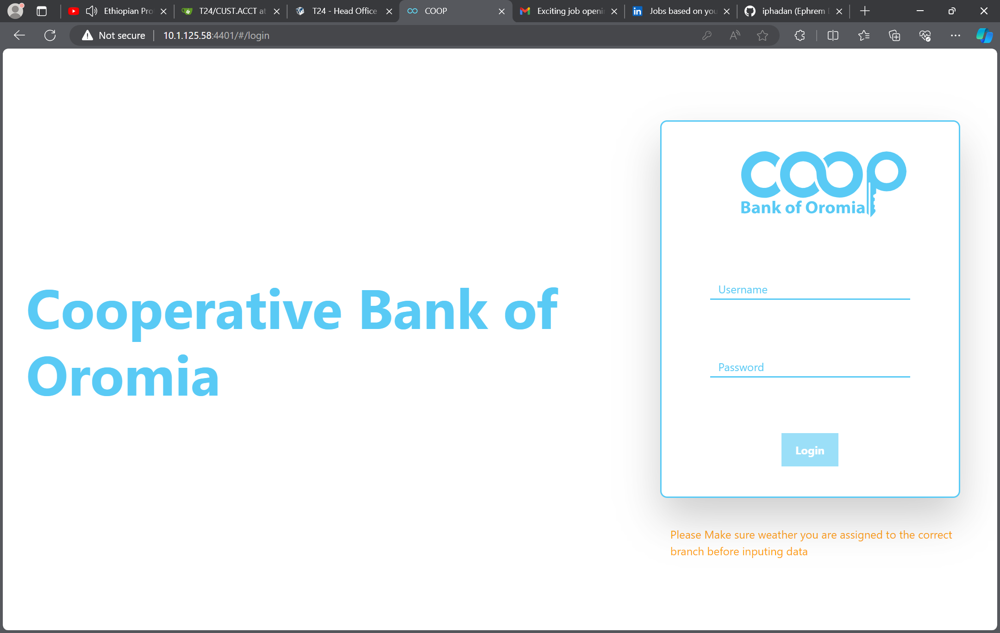 Ethiopian Pro
T24/CUST.ACCT at
T24 - Head Office
COOP
Exciting job openi
Jobs based on you
iphadan (Ephrem
Not secure
10.1.125.58:4401/#/login
coop
Bank of Oromia
Username
Cooperative Bank of
Oromia
Password
Login
Please Make sure weather you are assigned to the correct
branch before inputing data